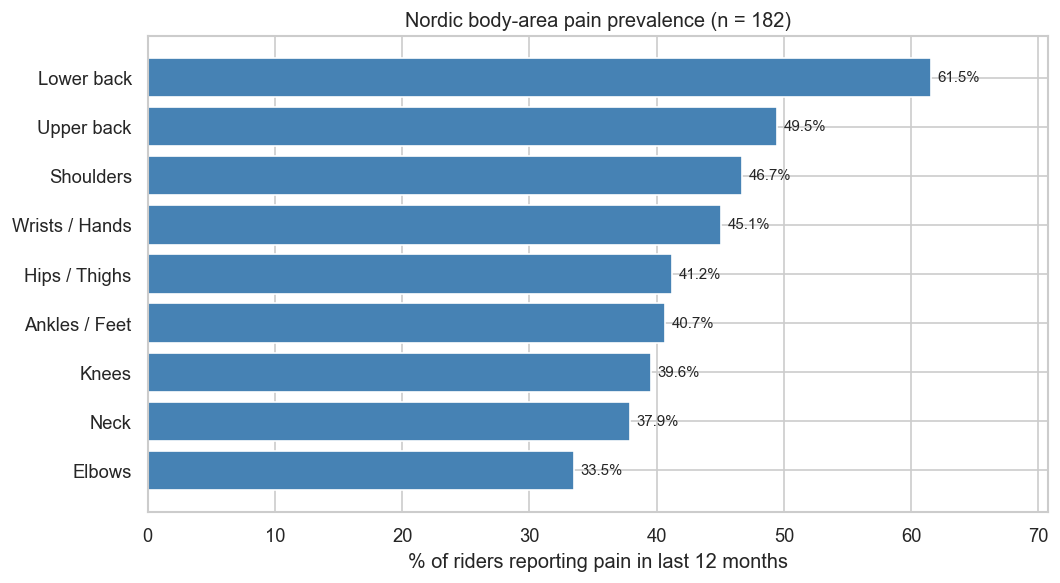 Nordic body-area pain prevalence (n = 182)
Lower back 61.5%
Upper back 49.5%
Shoulders 46.7%
Wrists / Hands 45.1%
Hips / Thighs 41.2%
Ankles / Feet 40.7%
Knees 39.6%
Neck 37.9%
Elbows 33.5%
0 10 20 30 40 50 60 70
% of riders reporting pain in last 12 months